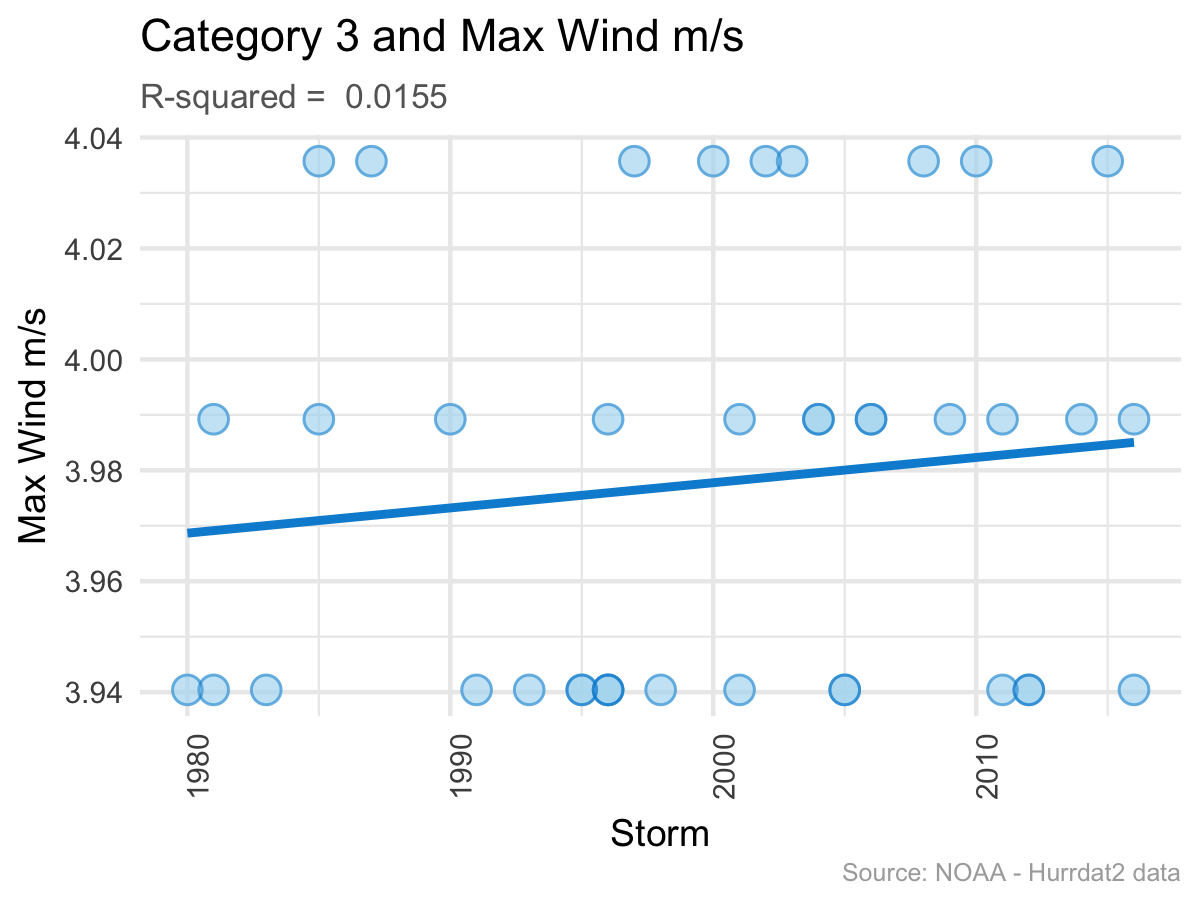 Category 3 and Max Wind m/s
R-squared =  0.0155
Max Wind m/s
4.04
4.02
4.00
3.98
3.96
3.94
1980
1990
2000
2010
Storm
Source: NOAA - Hurrdat2 data